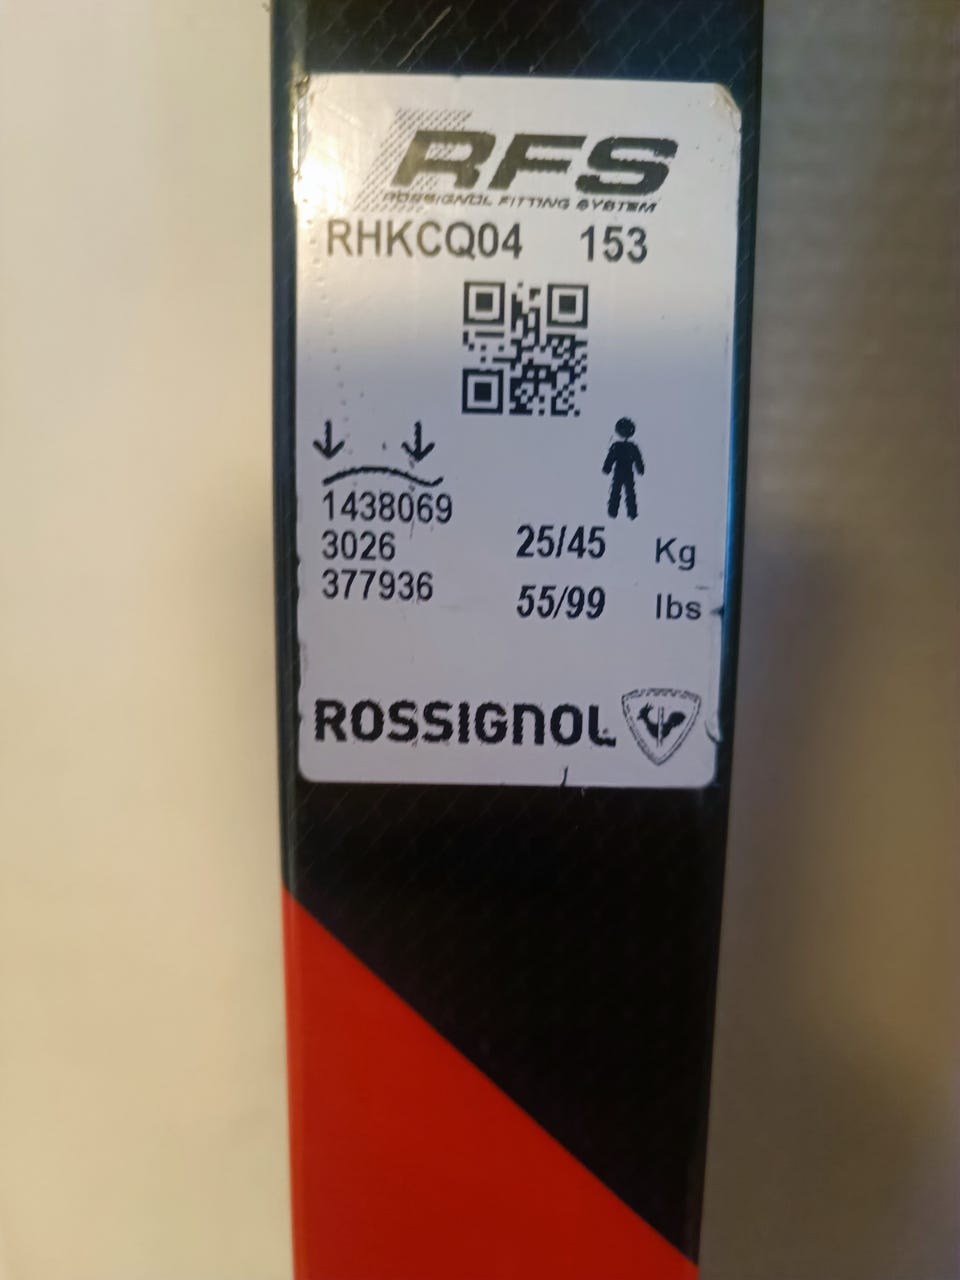 RFS
ROSSIGNOL FITTING SYSTEM
RHKCQ04 153
1438069
3026 25/45 Kg
377936 55/99 lbs
ROSSIGNOL